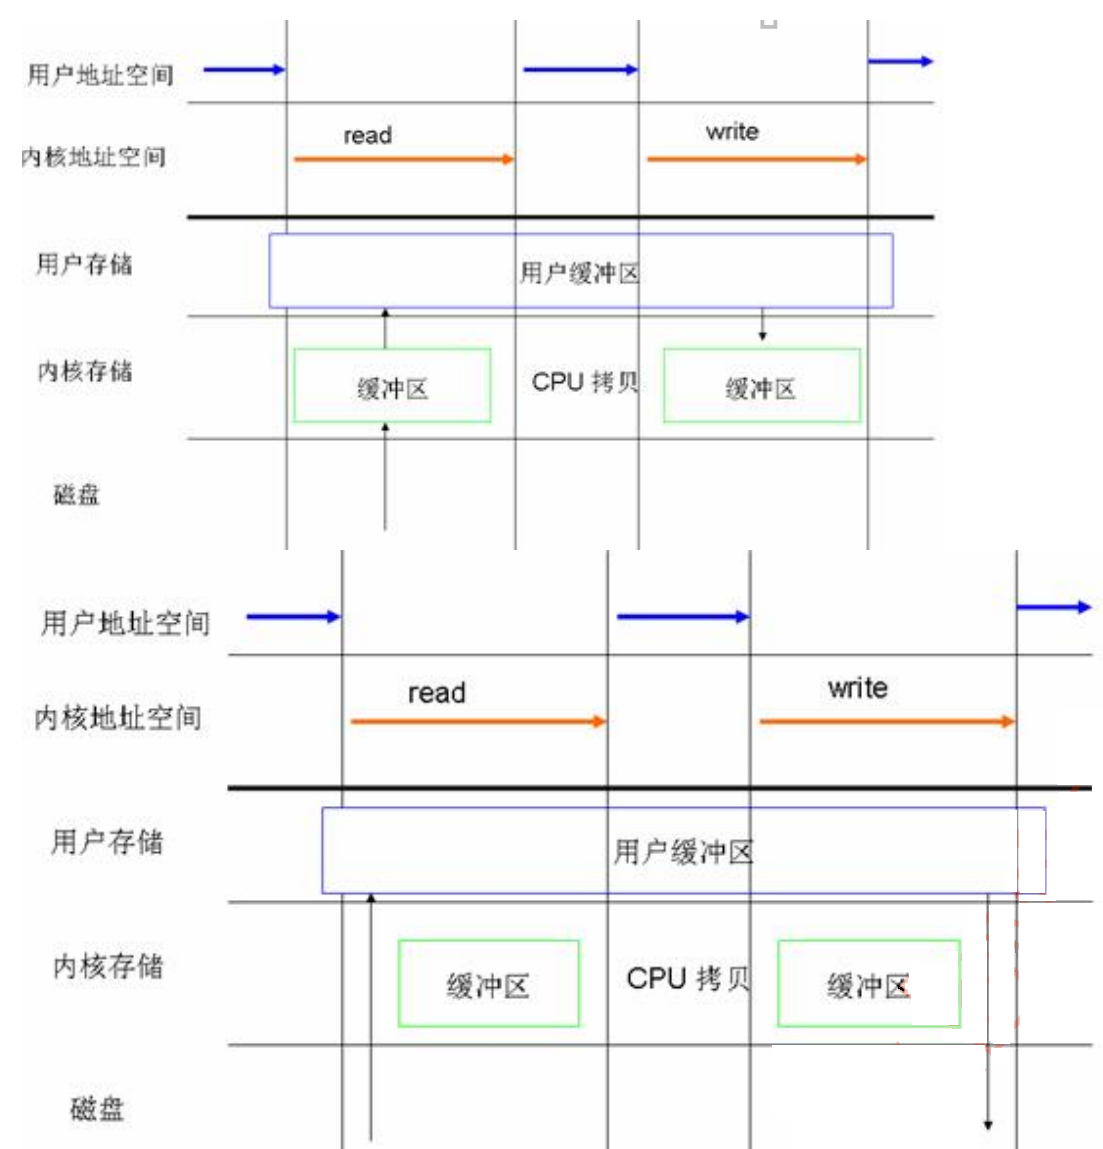 用户地址空间
read
write
内核地址空间
用户存储
用户缓冲区
内核存储
缓冲区
CPU 拷贝
缓冲区
磁盘
用户地址空间
read
write
内核地址空间
用户存储
用户缓冲区
内核存储
缓冲区
CPU 拷贝
缓冲区
磁盘